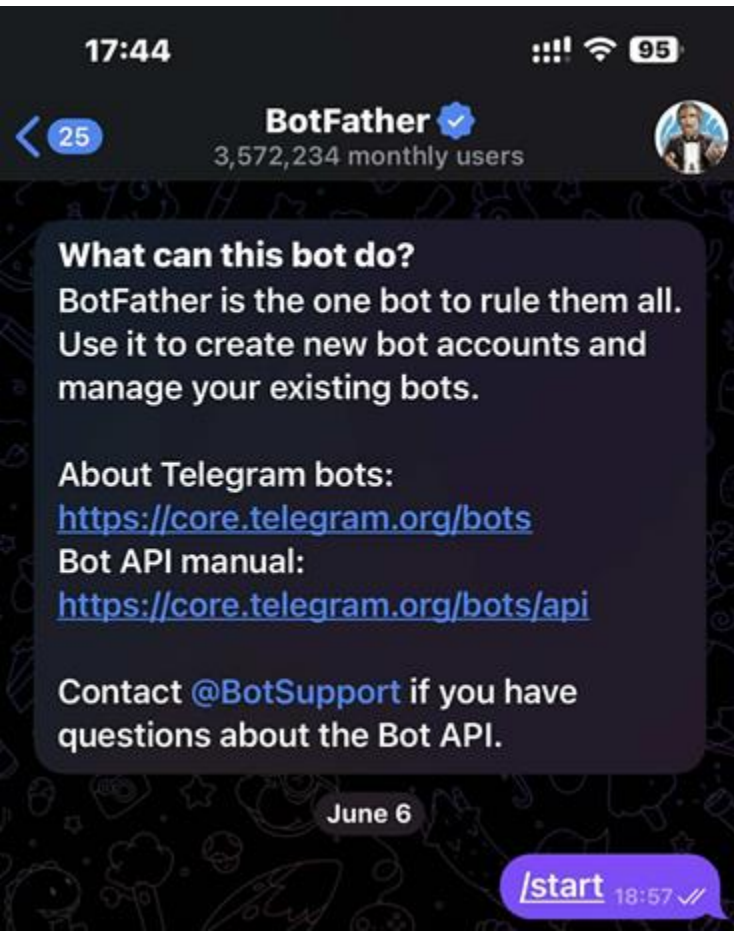 17:44
95
25
BotFather
3,572,234 monthly users
What can this bot do?
BotFather is the one bot to rule them all.
Use it to create new bot accounts and
manage your existing bots.
About Telegram bots:
https://core.telegram.org/bots
Bot API manual:
https://core.telegram.org/bots/api
Contact @BotSupport if you have
questions about the Bot API.
June 6
/start 18:57